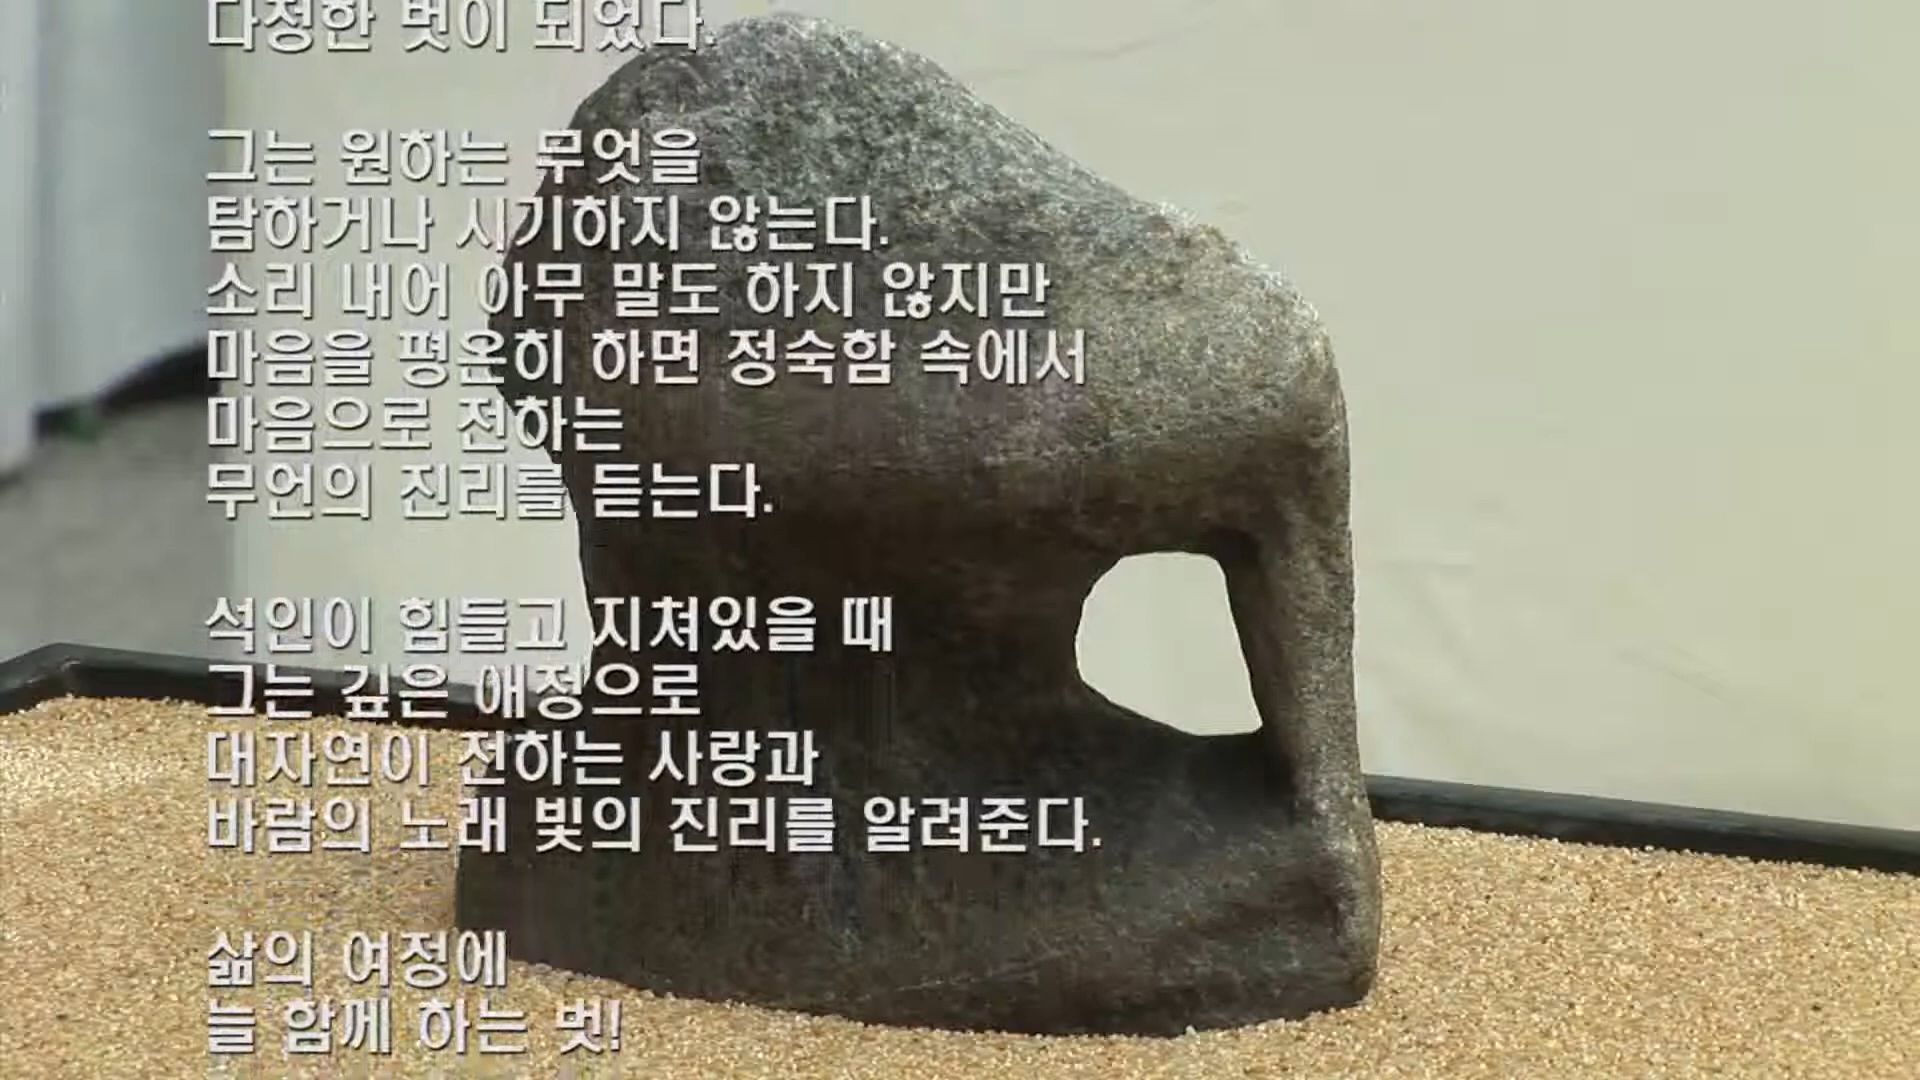 다정한 벗이 되었다.
그는 원하는 무엇을
탐하거나 시기하지 않는다.
소리 내어 아무 말도 하지 않지만
마음을 평온히 하면 정숙함 속에서
마음으로 전하는
무언의 진리를 듣는다.
석인이 힘들고 지쳐있을 때
그는 깊은 애정으로
대자연이 전하는 사랑과
바람의 노래 빛의 진리를 알려준다.
삶의 여정에
늘 함께 하는 벗!